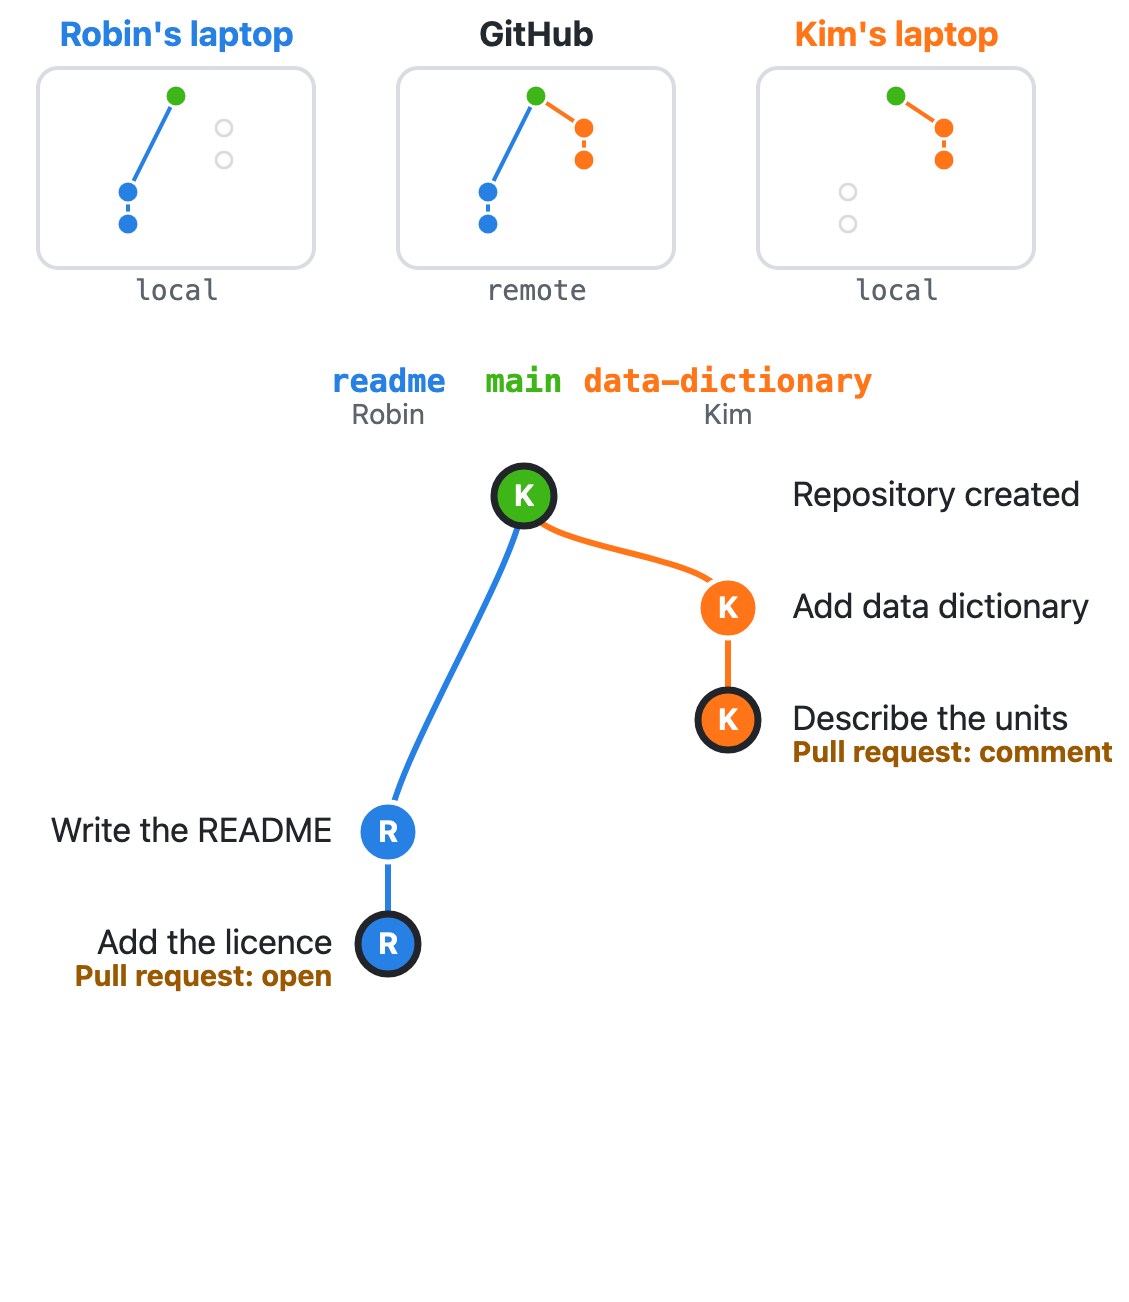 Robin's laptop
GitHub
Kim's laptop
local
remote
local
readme
main
data-dictionary
Robin
Kim
K
Repository created
K
Add data dictionary
K
Describe the units
Pull request: comment
Write the README
R
Add the licence
R
Pull request: open